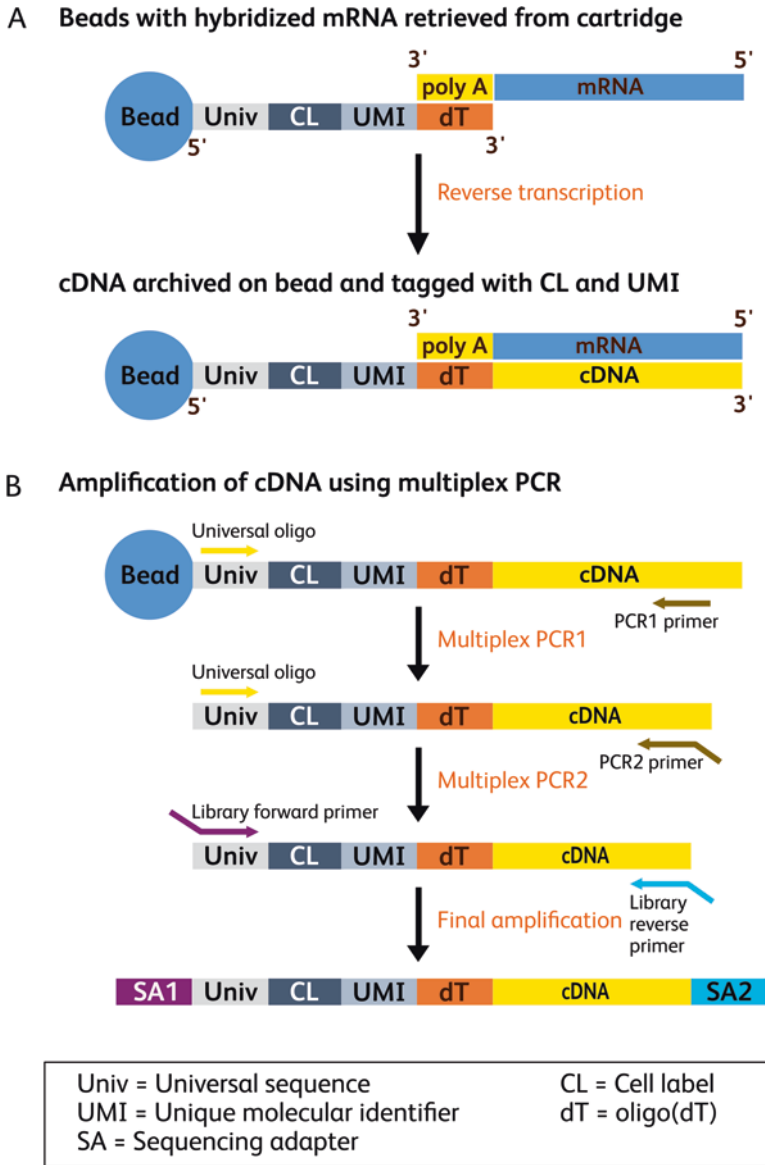 A Beads with hybridized mRNA retrieved from cartridge
3' 5'
poly A mRNA
Bead Univ CL UMI dT
5' 3'
Reverse transcription
cDNA archived on bead and tagged with CL and UMI
3' 5'
poly A mRNA
Bead Univ CL UMI dT cDNA
5' 3'
B Amplification of cDNA using multiplex PCR
Universal oligo
Bead Univ CL UMI dT cDNA
PCR1 primer
Multiplex PCR1
Universal oligo
Univ CL UMI dT cDNA
PCR2 primer
Multiplex PCR2
Library forward primer
Univ CL UMI dT cDNA
Final amplification
Library
reverse
primer
SA1 Univ CL UMI dT cDNA SA2
Univ = Universal sequence CL = Cell label
UMI = Unique molecular identifier dT = oligo(dT)
SA = Sequencing adapter